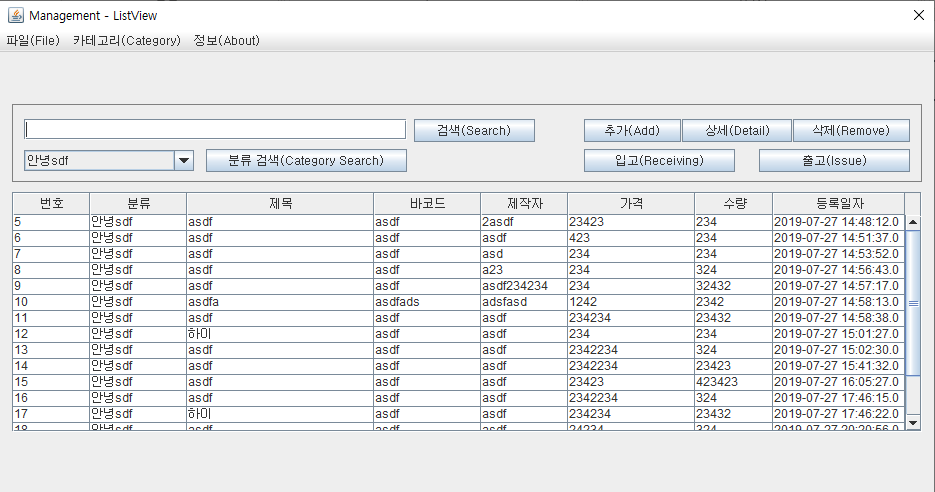 Management - ListView
파일(File) 카테고리(Category) 정보(About)
검색(Search) 추가(Add) 상세(Detail) 삭제(Remove)
안녕sdf 분류 검색(Category Search) 입고(Receiving) 출고(Issue)
번호 분류 제목 바코드 제작자 가격 수량 등록일자
5 안녕sdf asdf asdf 2asdf 23423 234 2019-07-27 14:48:12.0
6 안녕sdf asdf asdf asdf 423 234 2019-07-27 14:51:37.0
7 안녕sdf asdf asdf asd 234 234 2019-07-27 14:53:52.0
8 안녕sdf asdf asdf a23 234 324 2019-07-27 14:56:43.0
9 안녕sdf asdf asdf asdf234234 234 32432 2019-07-27 14:57:17.0
10 안녕sdf asdfa asdfads adsfasd 1242 2342 2019-07-27 14:58:13.0
11 안녕sdf asdf asdf asdf 234234 23432 2019-07-27 14:58:38.0
12 안녕sdf 하이 asdf asdf 234 234 2019-07-27 15:01:27.0
13 안녕sdf asdf asdf asdf 2342234 324 2019-07-27 15:02:30.0
14 안녕sdf asdf asdf asdf 2342234 23423 2019-07-27 15:41:32.0
15 안녕sdf asdf asdf asdf 23423 423423 2019-07-27 16:05:27.0
16 안녕sdf asdf asdf asdf 2342234 324 2019-07-27 17:46:15.0
17 안녕sdf 하이 asdf asdf 234234 23432 2019-07-27 17:46:22.0
18 안녕sdf asdf asdf asdf 24234 324 2019-07-27 20:20:56.0